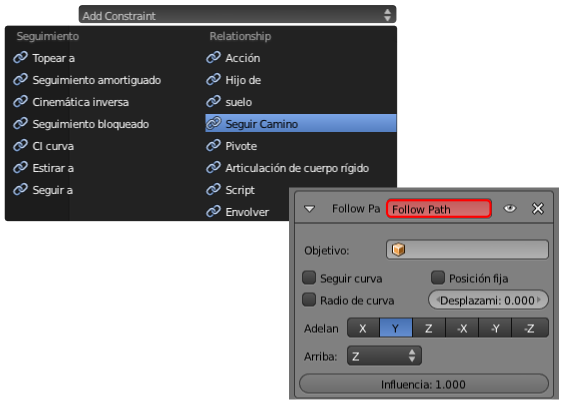 Add Constraint
Seguimiento
Topear a
Seguimiento amortiguado
Cinemática inversa
Seguimiento bloqueado
CI curva
Estirar a
Seguir a
Relationship
Acción
Hijo de
suelo
Seguir Camino
Pivote
Articulación de cuerpo rígido
Script
Envolver
Follow Pa Follow Path
Objetivo:
Seguir curva Posición fija
Radio de curva Desplazami: 0.000
Adelan X Y Z -X -Y -Z
Arriba: Z
Influencia: 1.000